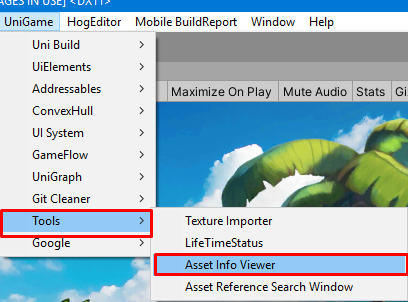 AGES IN USE] <DX11>
UniGame HogEditor Mobile BuildReport Window Help
Uni Build
UiElements
Addressables
Maximize On Play Mute Audio Stats Gi
ConvexHull
UI System
GameFlow
UniGraph
Git Cleaner
Tools
Texture Importer
Google
LifeTimeStatus
Asset Info Viewer
Asset Reference Search Window